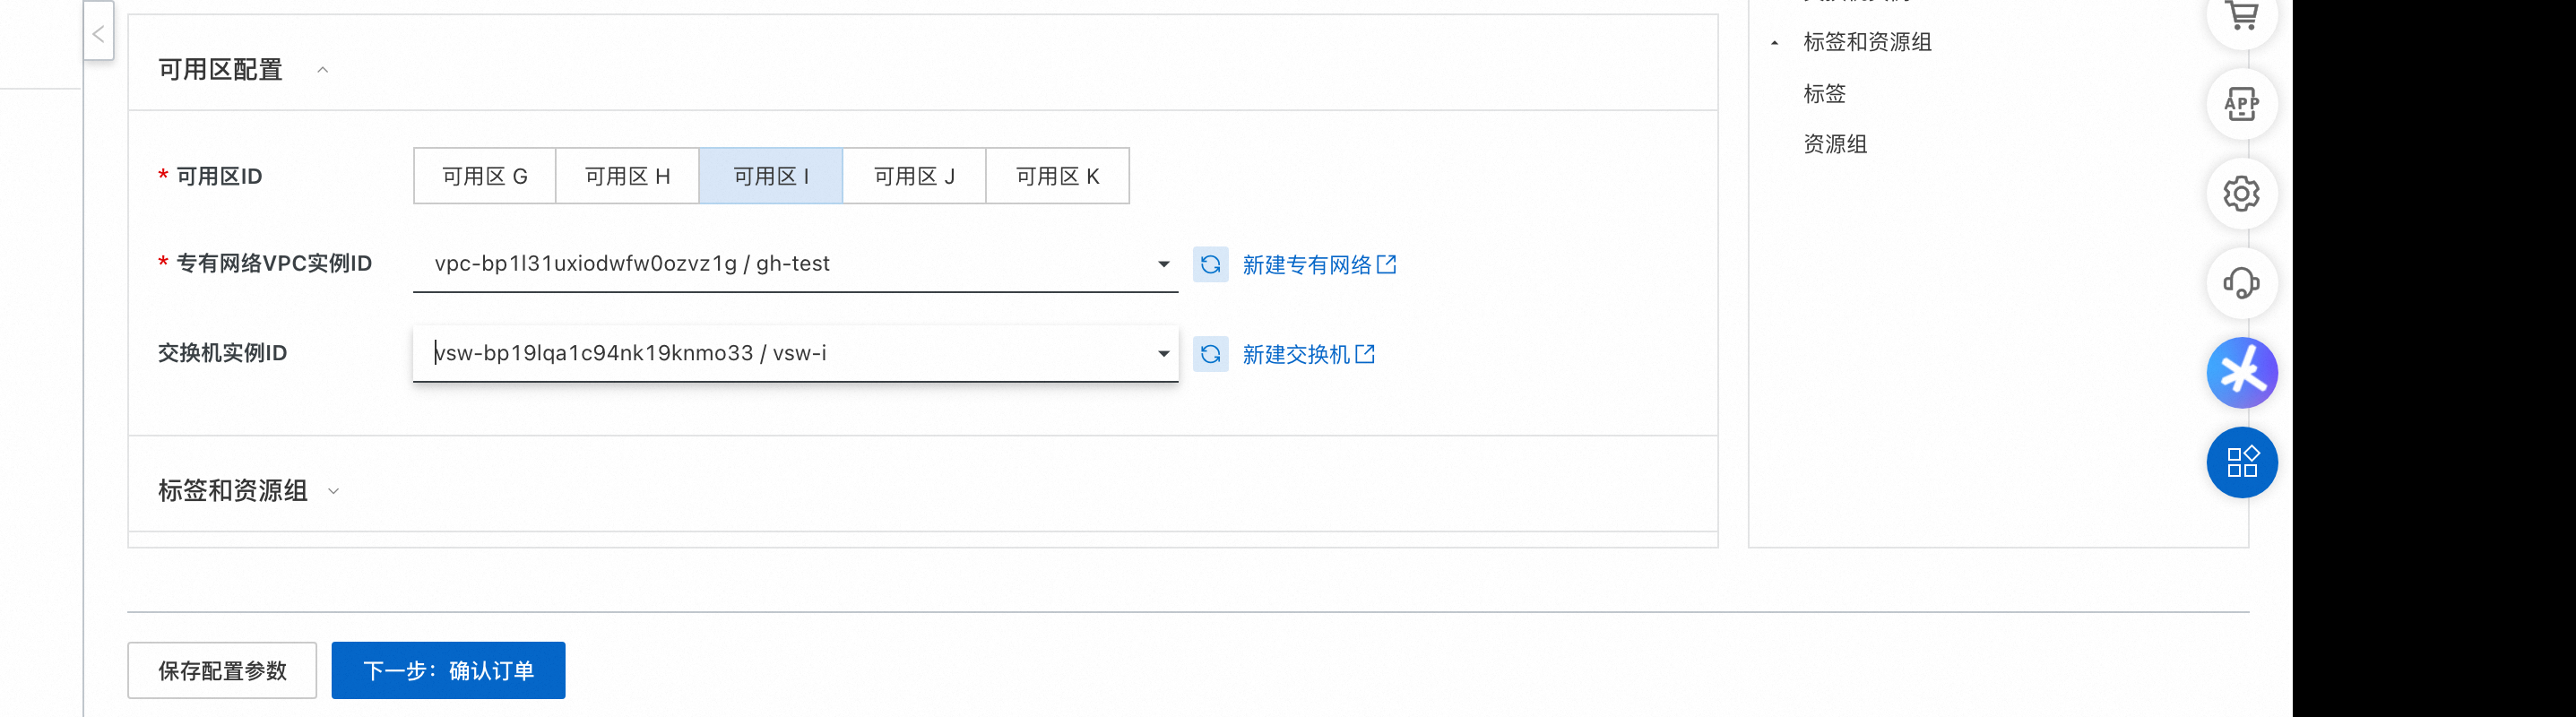 可用区配置
* 可用区ID
可用区 G
可用区 H
可用区 I
可用区 J
可用区 K
* 专有网络VPC实例ID
vpc-bp1l31uxiodwfw0ozvz1g / gh-test
新建专有网络
交换机实例ID
vsw-bp19lqa1c94nk19knmo33 / vsw-i
新建交换机
标签和资源组
保存配置参数
下一步：确认订单
标签和资源组
标签
资源组
APP